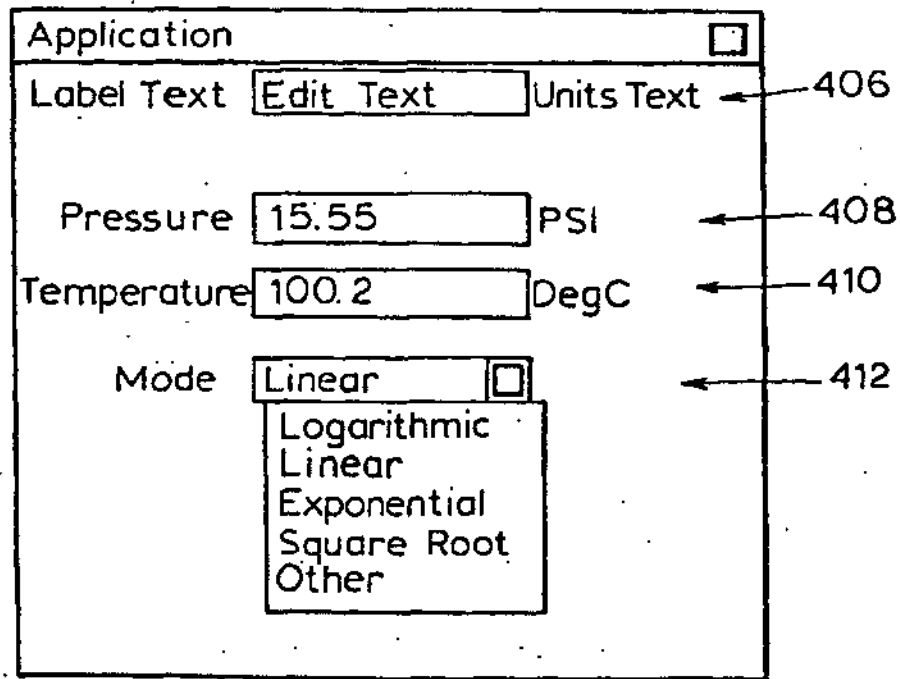 Application
Label Text Edit Text Units Text 406
Pressure 15.55 PSI 408
Temperature 100.2 DegC 410
Mode Linear 412
Logarithmic
Linear
Exponential
Square Root
Other